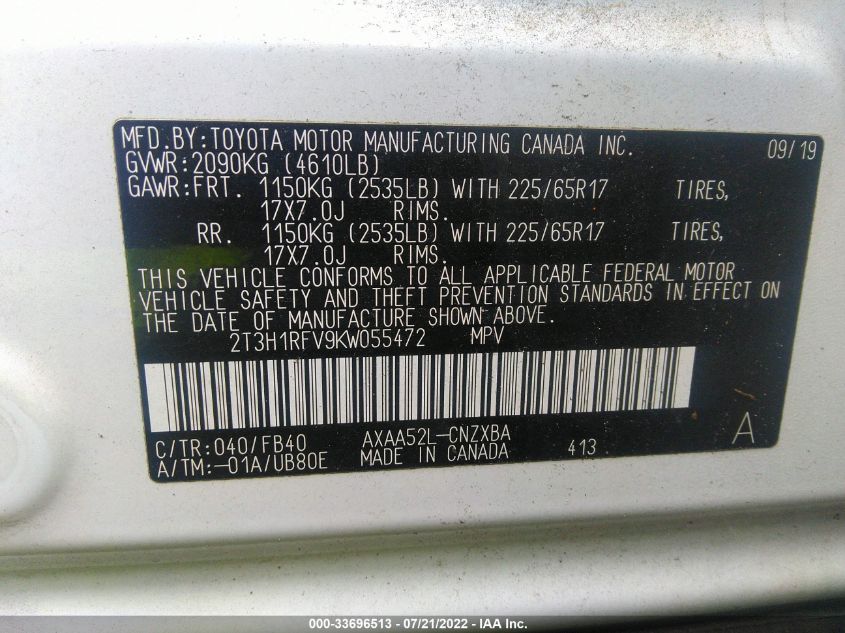 MFD.BY:TOYOTA MOTOR MANUFACTURING CANADA INC. 09/19
GVWR:2090KG (4610LB)
GAWR:FRT. 1150KG (2535LB) WITH 225/65R17 TIRES,
17X7.0J RIMS.
RR. 1150KG (2535LB) WITH 225/65R17 TIRES,
17X7.0J RIMS.
THIS VEHICLE CONFORMS TO ALL APPLICABLE FEDERAL MOTOR
VEHICLE SAFETY AND THEFT PREVENTION STANDARDS IN EFFECT ON
THE DATE OF MANUFACTURE SHOWN ABOVE.
2T3H1RFV9KW055472 MPV
C/TR:040/FB40 AXAA52L-CNZXBA A
A/TM:-01A/UB80E MADE IN CANADA 413
000-33696513 - 07/21/2022 - IAA Inc.